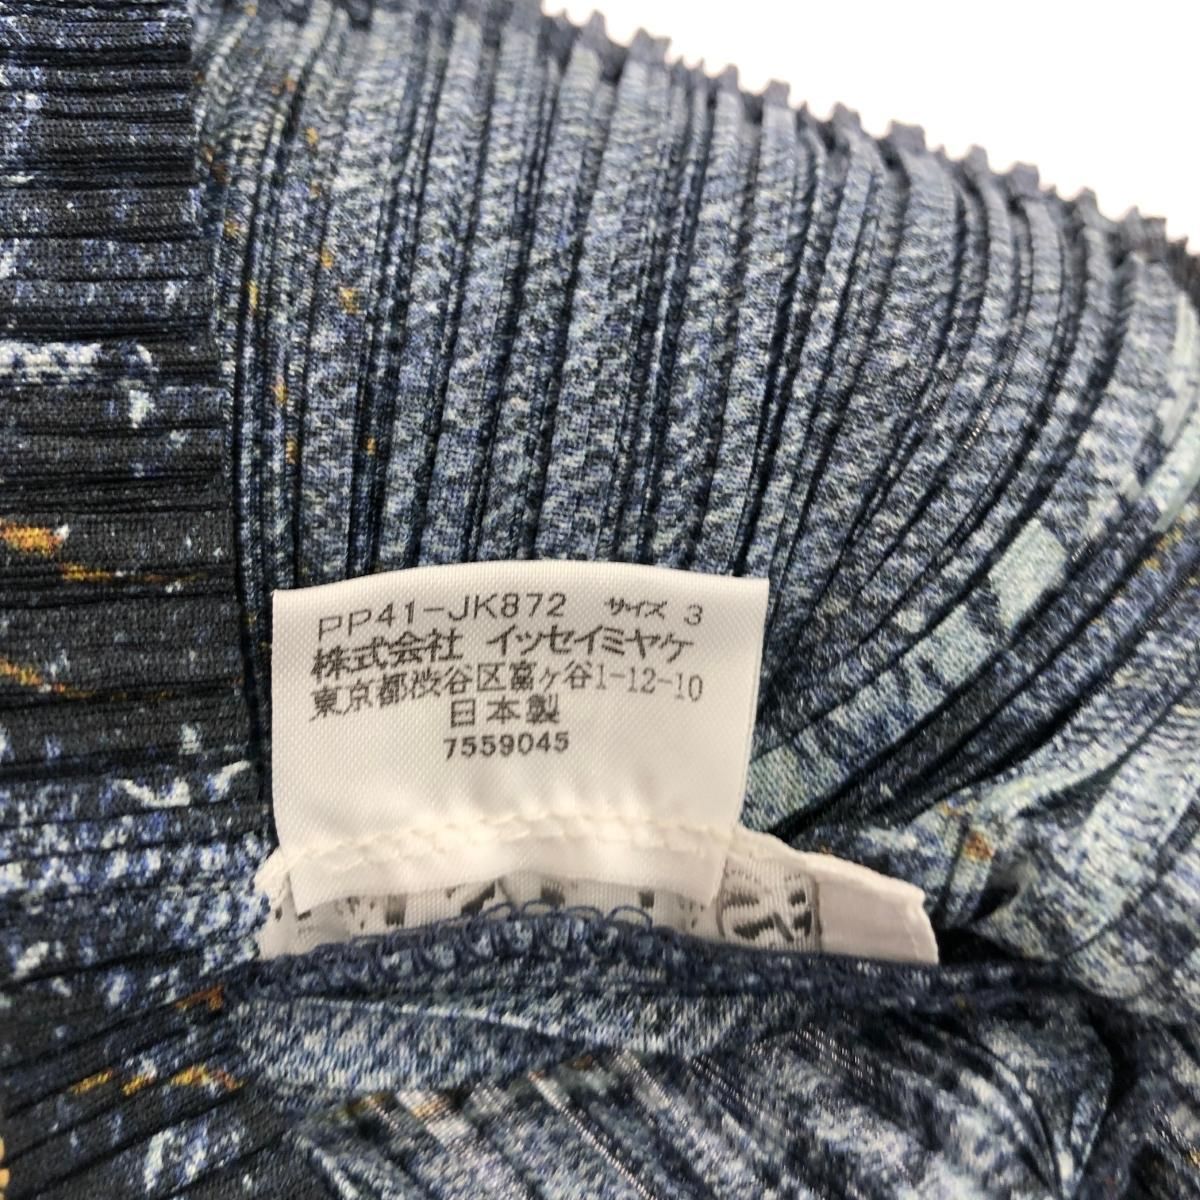 PP41-JK872 サイズ 3
株式会社 イッセイミヤケ
東京都渋谷区富ヶ谷1-12-10
日本製
7559045